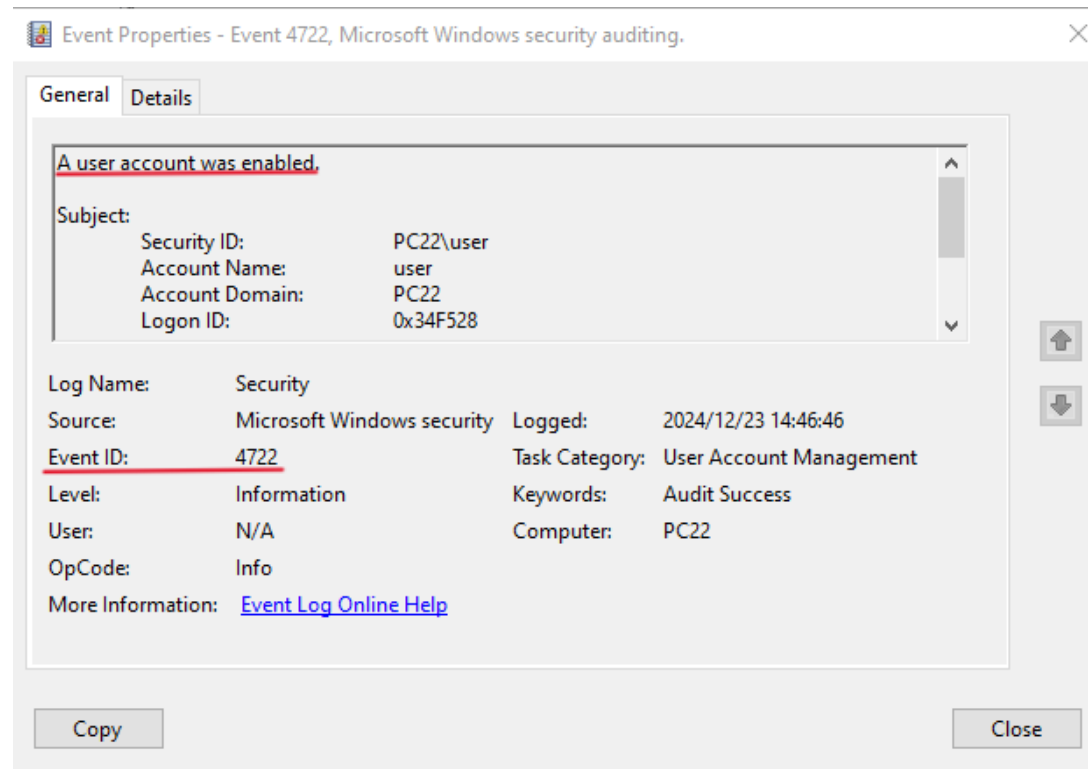 Event Properties - Event 4722, Microsoft Windows security auditing.
General Details
A user account was enabled.
Subject:
Security ID: PC22\user
Account Name: user
Account Domain: PC22
Logon ID: 0x34F528
Log Name: Security
Source: Microsoft Windows security Logged: 2024/12/23 14:46:46
Event ID: 4722 Task Category: User Account Management
Level: Information Keywords: Audit Success
User: N/A Computer: PC22
OpCode: Info
More Information: Event Log Online Help
Copy Close